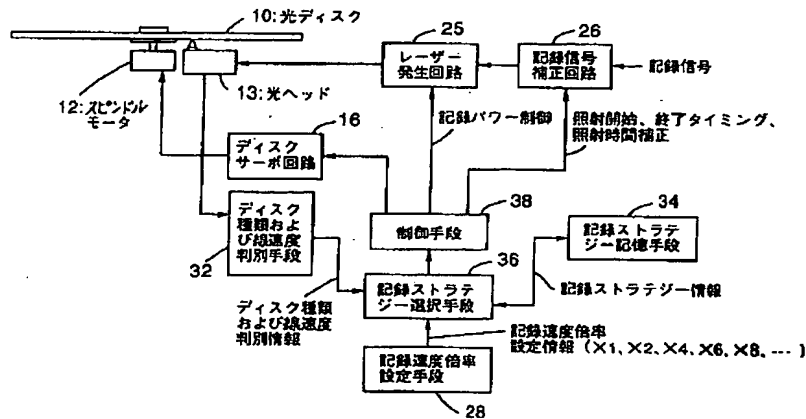 10:光ディスク
25
レーザー
発生回路
26
記録信号
補正回路
記録信号
12:スピンドル
モータ
13:光ヘッド
16
ディスク
サーボ回路
記録パワー制御
照射開始、終了タイミング、
照射時間補正
ディスク
種類およ
び線速度
判別手段
32
制御手段
38
34
記録ストラテ
ジー記憶手段
36
記録ストラテ
ジー選択手段
記録ストラテジー情報
ディスク種類
および線速度
判別情報
記録速度倍率
設定情報(×1、×2、×4、×6、×8、---)
記録速度倍率
設定手段
28